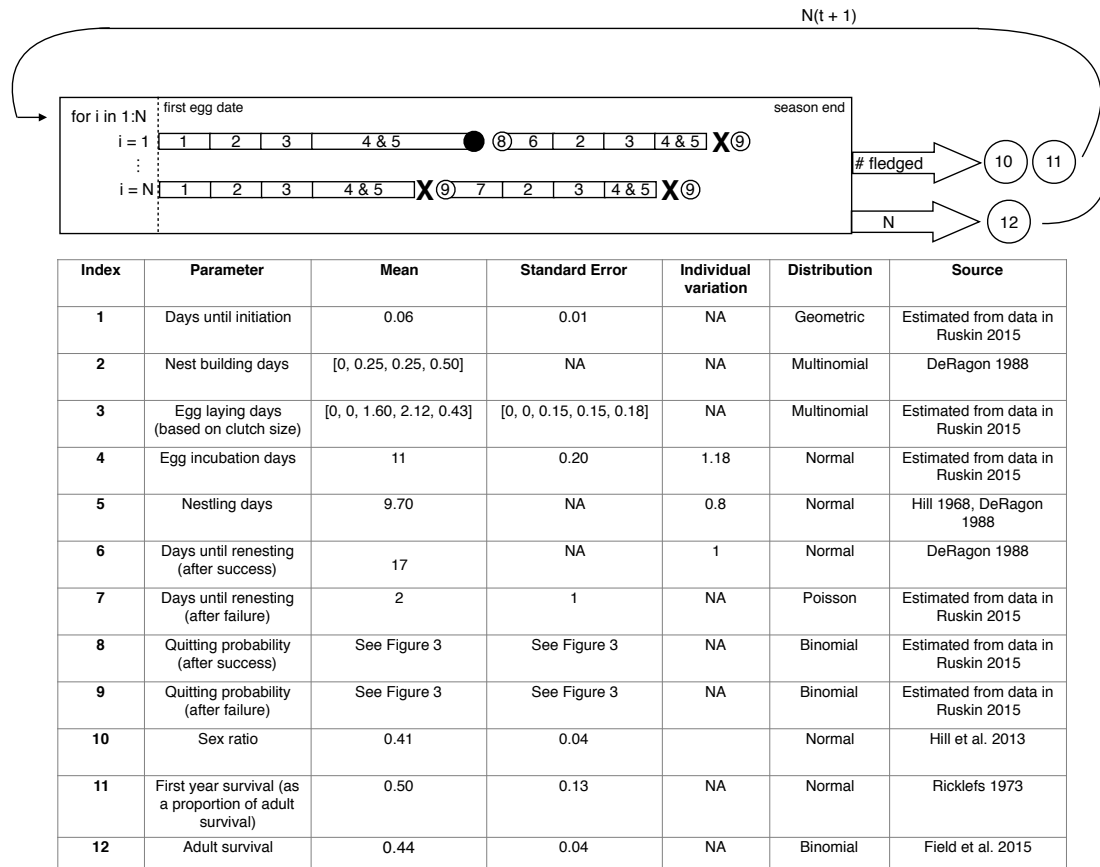 N(t + 1)
for i in 1:N
first egg date
season end
i = 1
1 2 3 4 & 5 8 6 2 3 4 & 5 X 9
⋮
i = N
1 2 3 4 & 5 X 9 7 2 3 4 & 5 X 9
# fledged
10 11
N
12
Index Parameter Mean Standard Error Individual Distribution Source
variation
1 Days until initiation 0.06 0.01 NA Geometric Estimated from data in
Ruskin 2015
2 Nest building days [0, 0.25, 0.25, 0.50] NA NA Multinomial DeRagon 1988
3 Egg laying days [0, 0, 1.60, 2.12, 0.43] [0, 0, 0.15, 0.15, 0.18] NA Multinomial Estimated from data in
(based on clutch size) Ruskin 2015
4 Egg incubation days 11 0.20 1.18 Normal Estimated from data in
Ruskin 2015
5 Nestling days 9.70 NA 0.8 Normal Hill 1968, DeRagon
1988
6 Days until renesting 17 NA 1 Normal DeRagon 1988
(after success)
7 Days until renesting 2 1 NA Poisson Estimated from data in
(after failure) Ruskin 2015
8 Quitting probability See Figure 3 See Figure 3 NA Binomial Estimated from data in
(after success) Ruskin 2015
9 Quitting probability See Figure 3 See Figure 3 NA Binomial Estimated from data in
(after failure) Ruskin 2015
10 Sex ratio 0.41 0.04 Normal Hill et al. 2013
11 First year survival (as 0.50 0.13 NA Normal Ricklefs 1973
a proportion of adult
survival)
12 Adult survival 0.44 0.04 NA Binomial Field et al. 2015